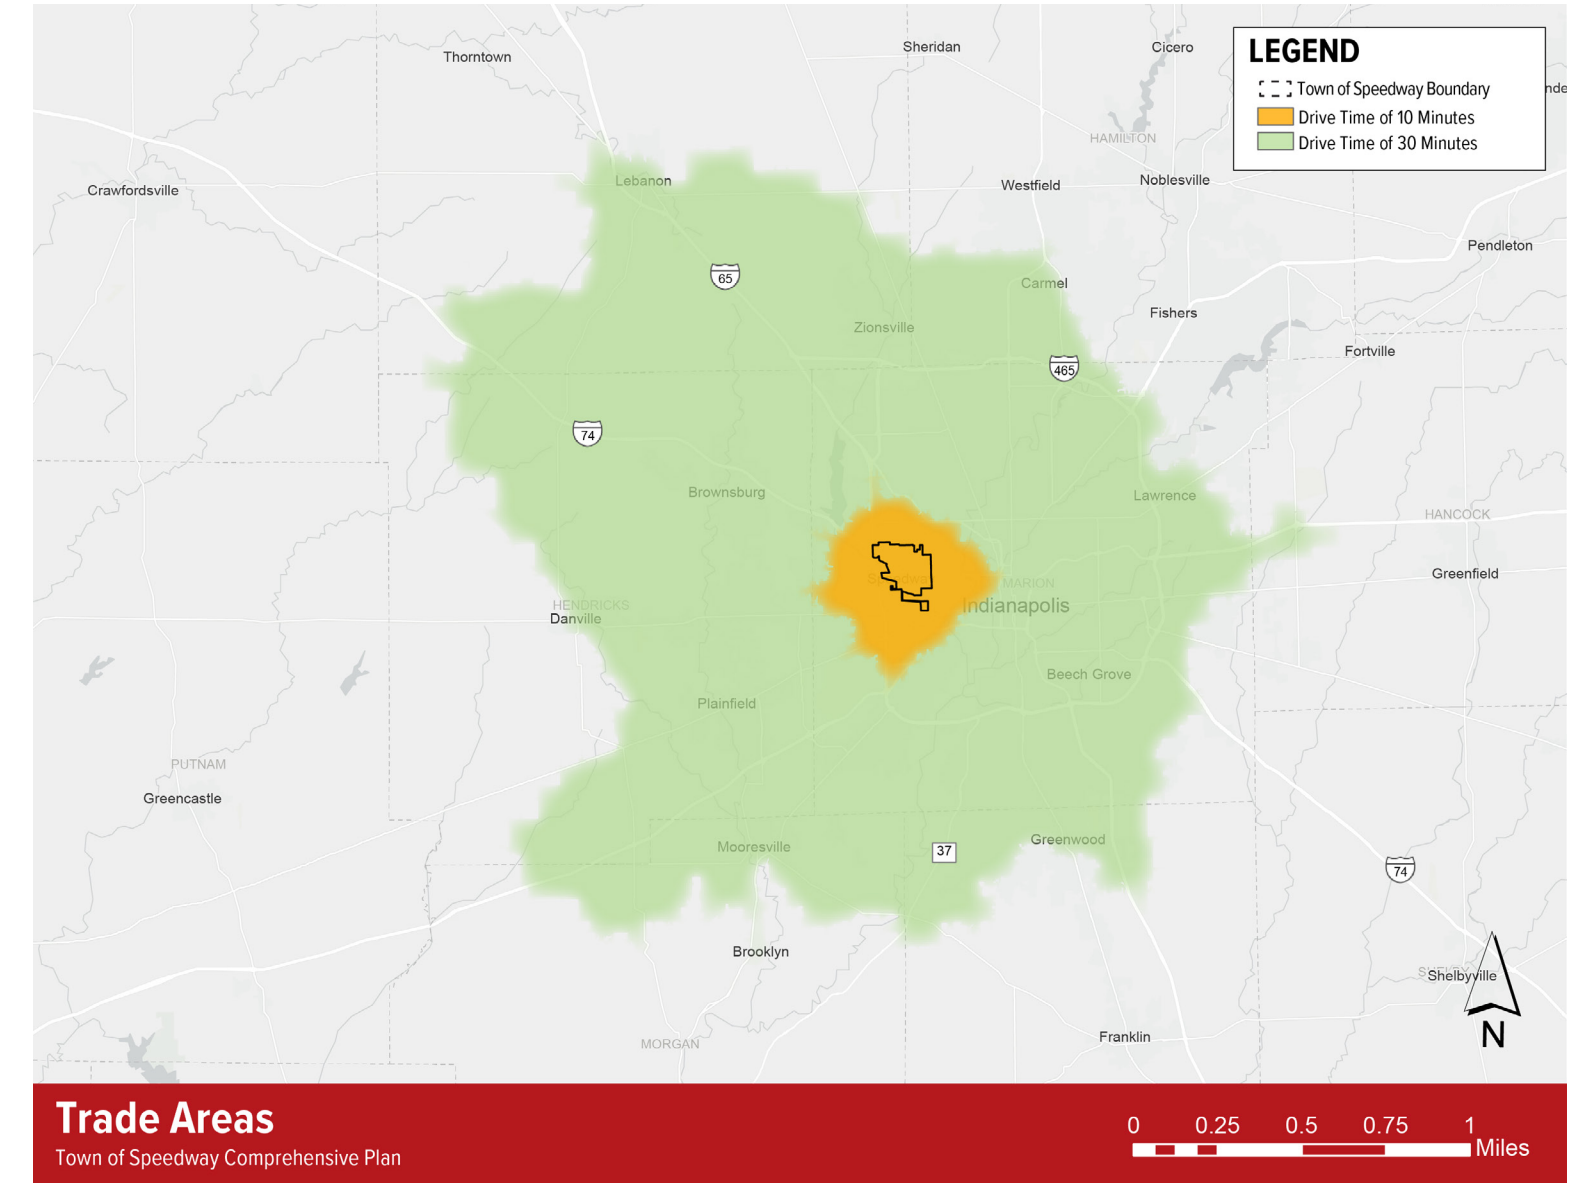 Thorntown
Sheridan
Cicero
LEGEND
Town of Speedway Boundary
Drive Time of 10 Minutes
Drive Time of 30 Minutes
nde
HAMILTON
Crawfordsville
Lebanon
Westfield
Noblesville
Pendleton
65
Carmel
Fishers
Zionsville
Fortville
465
74
Brownsburg
Lawrence
HANCOCK
Greenfield
Speedway
MARION
Indianapolis
HENDRICKS
Danville
Beech Grove
Plainfield
PUTNAM
Greencastle
Mooresville
37
Greenwood
74
Brooklyn
Shelbyville
MORGAN
Franklin
N
Trade Areas
Town of Speedway Comprehensive Plan
0 0.25 0.5 0.75 1
Miles